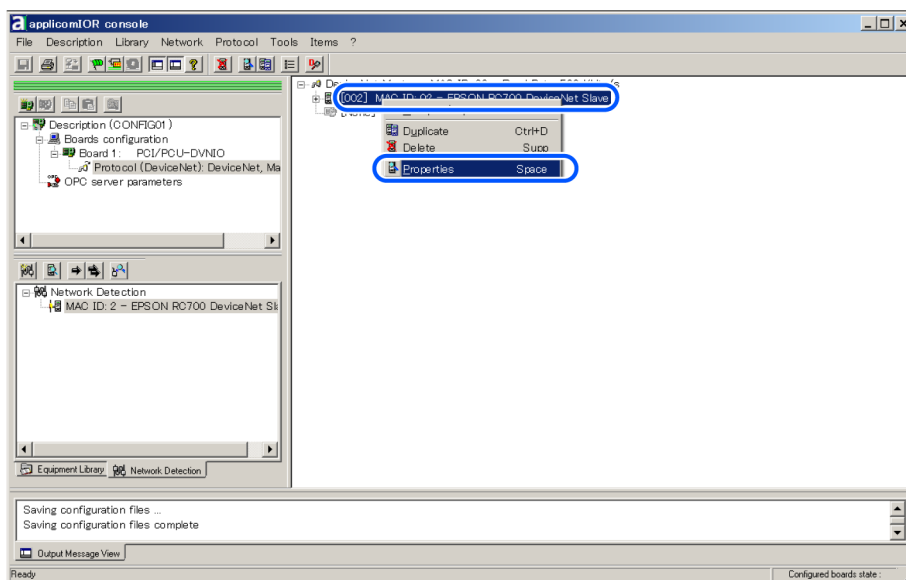 applicomIOR console
File Description Library Network Protocol Tools Items ?
Description (CONFIG01)
Boards configuration
Board 1: PCI/PCU-DVNIO
Protocol (DeviceNet): DeviceNet, Ma
OPC server parameters
[002] MAC ID: 02 - EPSON RC700 DeviceNet Slave
Duplicate Ctrl+D
Delete Supp
Properties Space
Network Detection
MAC ID: 2 - EPSON RC700 DeviceNet Sl
Equipment Library Network Detection
Saving configuration files ...
Saving configuration files complete
Output Message View
Ready Configured boards state :